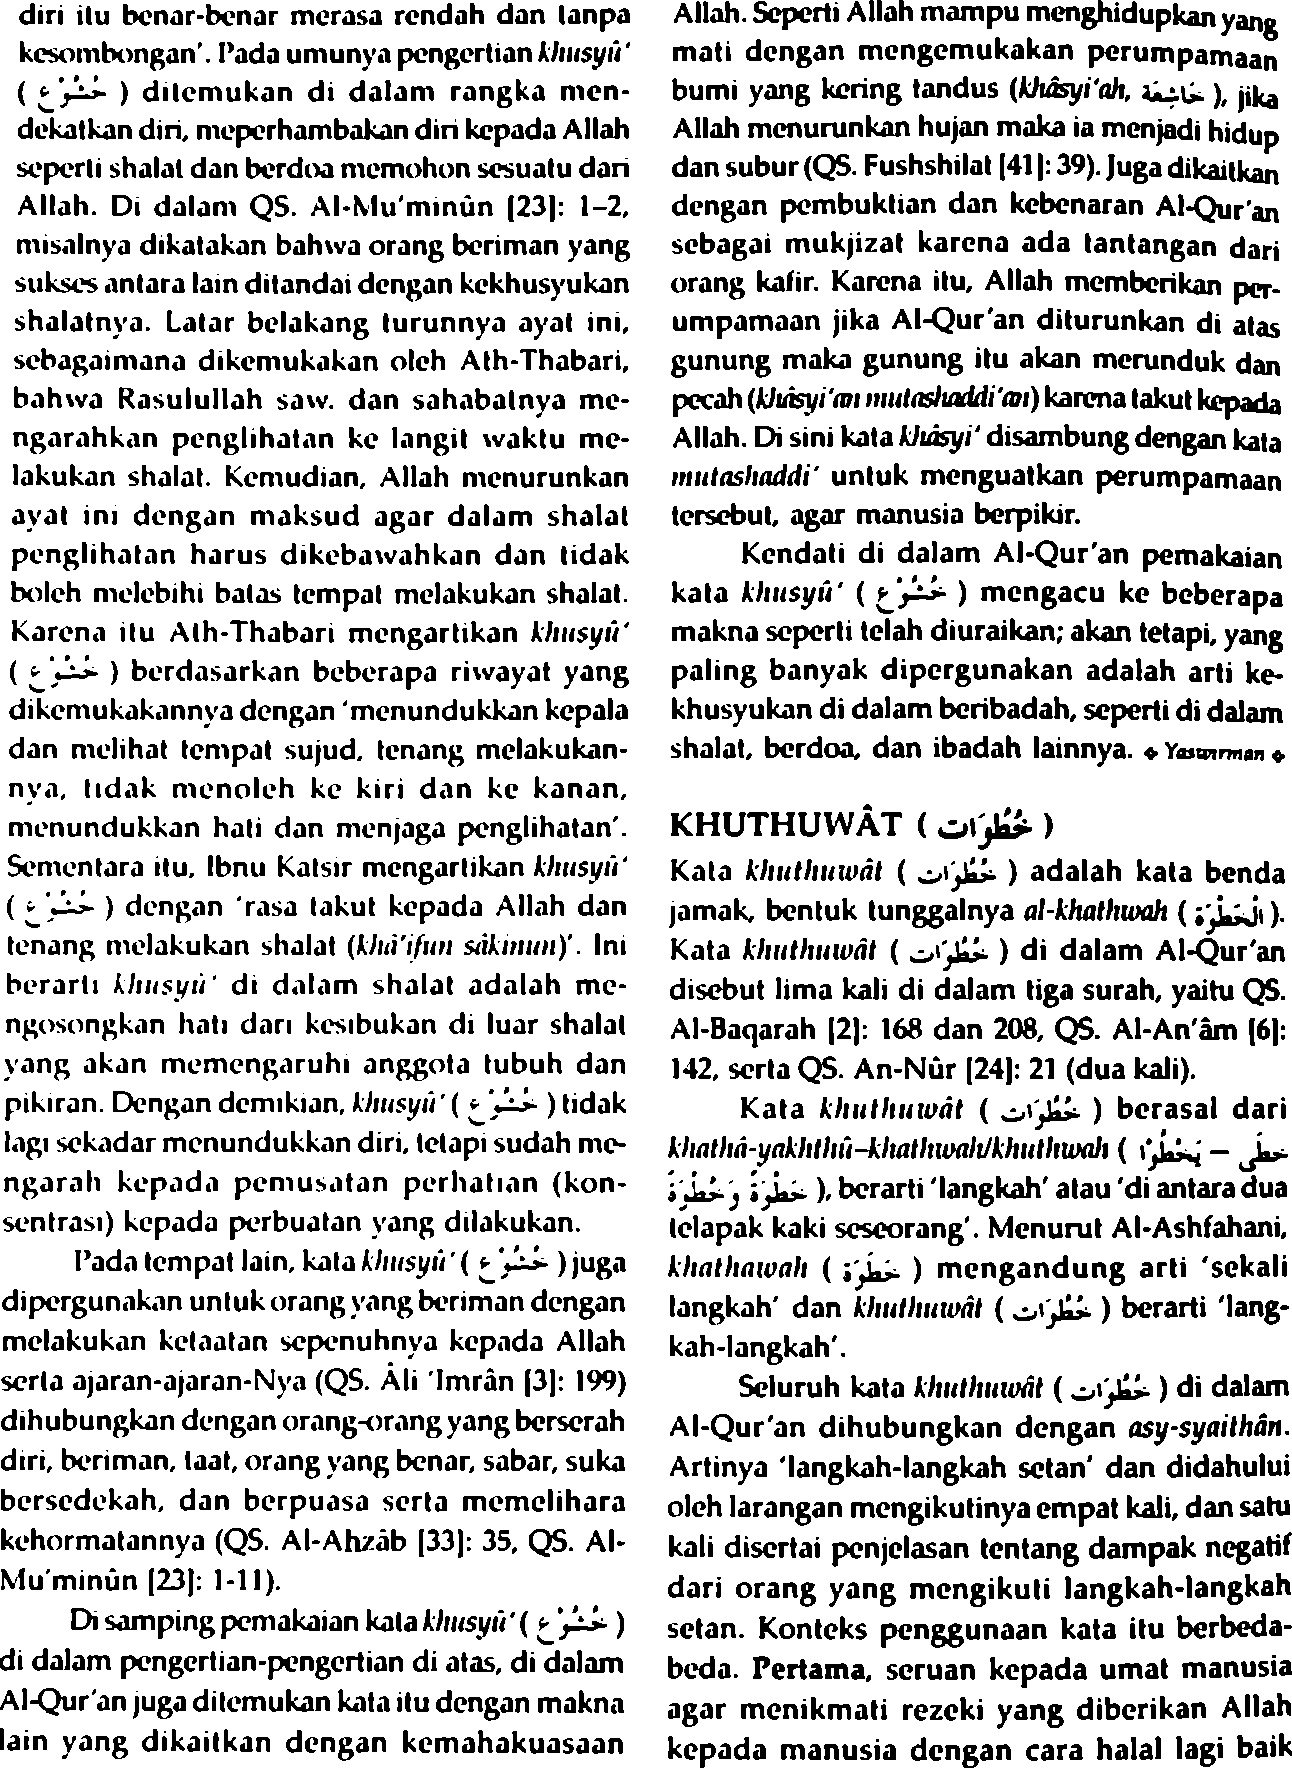 diri itu benar-benar merasa rendah dan tanpa
kesombongan'. Pada umunya pengertian khusyû'
( خُشُوْع ) ditemukan di dalam rangka men-
dekatkan diri, meperhambakan diri kepada Allah
seperti shalat dan berdoa memohon sesuatu dari
Allah. Di dalam QS. Al-Mu'minûn [23]: 1–2,
misalnya dikatakan bahwa orang beriman yang
sukses antara lain ditandai dengan kekhusyukan
shalatnya. Latar belakang turunnya ayat ini,
sebagaimana dikemukakan oleh Ath-Thabari,
bahwa Rasulullah saw. dan sahabatnya me-
ngarahkan penglihatan ke langit waktu me-
lakukan shalat. Kemudian, Allah menurunkan
ayat ini dengan maksud agar dalam shalat
penglihatan harus dikebawahkan dan tidak
boleh melebihi batas tempat melakukan shalat.
Karena itu Ath-Thabari mengartikan khusyû'
( خُشُوْع ) berdasarkan beberapa riwayat yang
dikemukakannya dengan 'menundukkan kepala
dan melihat tempat sujud, tenang melakukan-
nya, tidak menoleh ke kiri dan ke kanan,
menundukkan hati dan menjaga penglihatan'.
Sementara itu, Ibnu Katsir mengartikan khusyû'
( خُشُوْع ) dengan 'rasa takut kepada Allah dan
tenang melakukan shalat (khâ'ifun sâkinun)'. Ini
berarti khusyû' di dalam shalat adalah me-
ngosongkan hati dari kesibukan di luar shalat
yang akan memengaruhi anggota tubuh dan
pikiran. Dengan demikian, khusyû' ( خُشُوْع ) tidak
lagi sekadar menundukkan diri, tetapi sudah me-
ngarah kepada pemusatan perhatian (kon-
sentrasi) kepada perbuatan yang dilakukan.
Pada tempat lain, kata khusyû' ( خُشُوْع ) juga
dipergunakan untuk orang yang beriman dengan
melakukan ketaatan sepenuhnya kepada Allah
serta ajaran-ajaran-Nya (QS. Âli 'Imrân [3]: 199)
dihubungkan dengan orang-orang yang berserah
diri, beriman, taat, orang yang benar, sabar, suka
bersedekah, dan berpuasa serta memelihara
kehormatannya (QS. Al-Ahzâb [33]: 35, QS. Al-
Mu'minûn [23]: 1-11).
Di samping pemakaian kata khusyû' ( خُشُوْع )
di dalam pengertian-pengertian di atas, di dalam
Al-Qur'an juga ditemukan kata itu dengan makna
lain yang dikaitkan dengan kemahakuasaan
Allah. Seperti Allah mampu menghidupkan yang
mati dengan mengemukakan perumpamaan
bumi yang kering tandus (khâsyi'ah, خَاشِعَة ), jika
Allah menurunkan hujan maka ia menjadi hidup
dan subur (QS. Fushshilat [41]: 39). Juga dikaitkan
dengan pembuktian dan kebenaran Al-Qur'an
sebagai mukjizat karena ada tantangan dari
orang kafir. Karena itu, Allah memberikan per-
umpamaan jika Al-Qur'an diturunkan di atas
gunung maka gunung itu akan merunduk dan
pecah (khâsyi'an mutashaddi'an) karena takut kepada
Allah. Di sini kata khâsyi' disambung dengan kata
mutashaddi' untuk menguatkan perumpamaan
tersebut, agar manusia berpikir.
Kendati di dalam Al-Qur'an pemakaian
kata khusyû' ( خُشُوْع ) mengacu ke beberapa
makna seperti telah diuraikan; akan tetapi, yang
paling banyak dipergunakan adalah arti ke-
khusyukan di dalam beribadah, seperti di dalam
shalat, berdoa, dan ibadah lainnya. ◆ Yasmirman ◆
KHUTHUWÂT ( خُطُوَات )
Kata khuthuwât ( خُطُوَات ) adalah kata benda
jamak, bentuk tunggalnya al-khathwah ( الْخَطْوَة ).
Kata khuthuwât ( خُطُوَات ) di dalam Al-Qur'an
disebut lima kali di dalam tiga surah, yaitu QS.
Al-Baqarah [2]: 168 dan 208, QS. Al-An'âm [6]:
142, serta QS. An-Nûr [24]: 21 (dua kali).
Kata khuthuwât ( خُطُوَات ) berasal dari
khathâ-yakhthû–khathwah/khuthwah ( خطى – يَخْطُوْا
خَطْوَةً وَخُطْوَةً ), berarti 'langkah' atau 'di antara dua
telapak kaki seseorang'. Menurut Al-Ashfahani,
khathawah ( خَطْوَة ) mengandung arti 'sekali
langkah' dan khuthuwât ( خُطُوَات ) berarti 'lang-
kah-langkah'.
Seluruh kata khuthuwât ( خُطُوَات ) di dalam
Al-Qur'an dihubungkan dengan asy-syaithân.
Artinya 'langkah-langkah setan' dan didahului
oleh larangan mengikutinya empat kali, dan satu
kali disertai penjelasan tentang dampak negatif
dari orang yang mengikuti langkah-langkah
setan. Konteks penggunaan kata itu berbeda-
beda. Pertama, seruan kepada umat manusia
agar menikmati rezeki yang diberikan Allah
kepada manusia dengan cara halal lagi baik